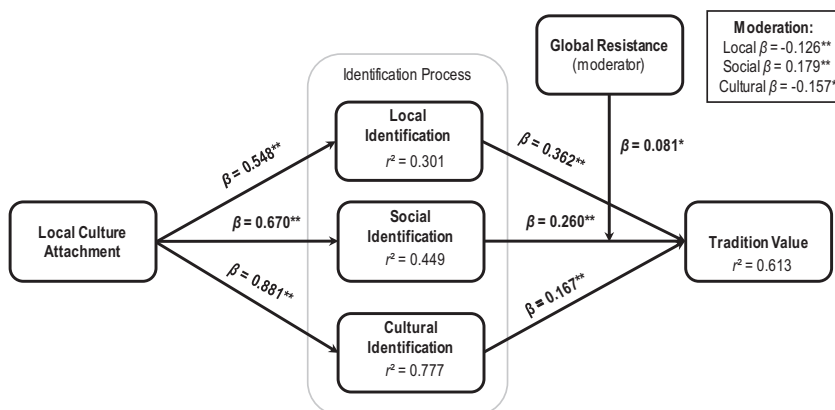 Moderation:
Local β = -0.126**
Social β = 0.179**
Cultural β = -0.157*
Global Resistance
(moderator)
Identification Process
Local
Identification
r² = 0.301
β = 0.548**
β = 0.362**
β = 0.081*
Local Culture
Attachment
β = 0.670**
Social
Identification
r² = 0.449
β = 0.260**
Tradition Value
r² = 0.613
β = 0.881**
β = 0.167**
Cultural
Identification
r² = 0.777